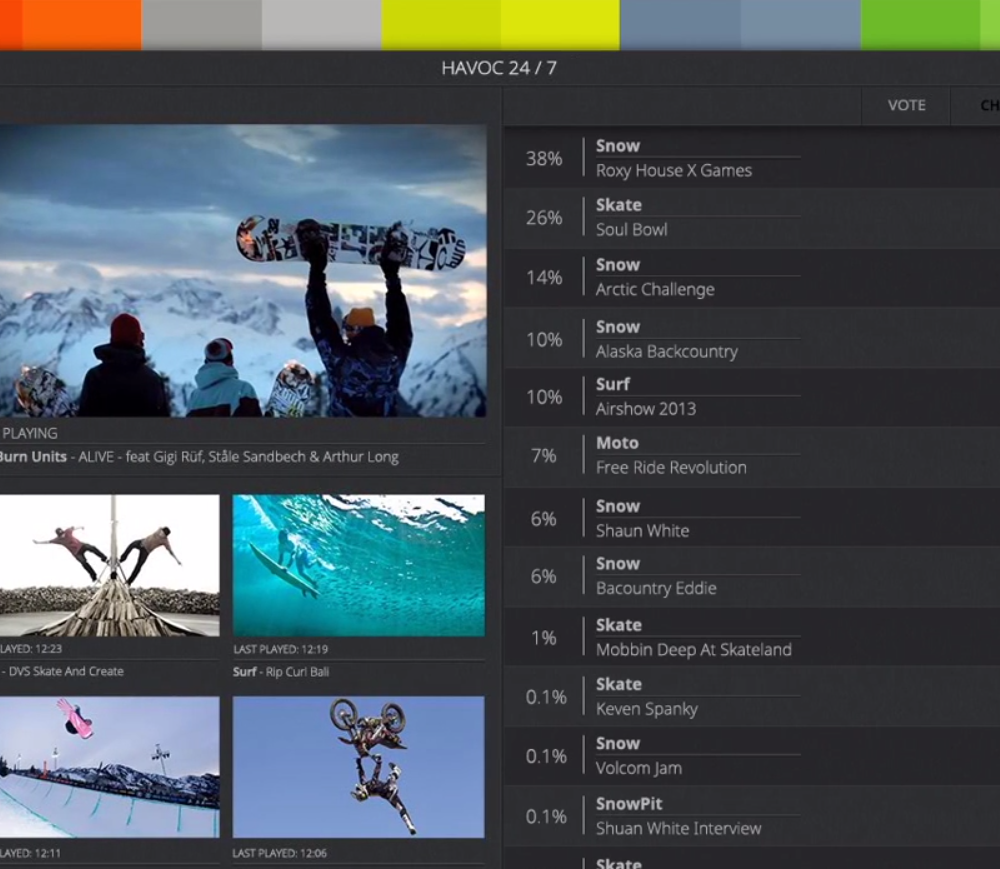 HAVOC 24 / 7
VOTE
PLAYING
Burn Units - ALIVE - feat Gigi Rüf, Ståle Sandbech & Arthur Long
LAYED: 12:23
- DVS Skate And Create
LAST PLAYED: 12:19
Surf - Rip Curl Bali
LAYED: 12:11
LAST PLAYED: 12:06
CH
38%
Snow
Roxy House X Games
26%
Skate
Soul Bowl
14%
Snow
Arctic Challenge
10%
Snow
Alaska Backcountry
10%
Surf
Airshow 2013
7%
Moto
Free Ride Revolution
6%
Snow
Shaun White
6%
Snow
Bacountry Eddie
1%
Skate
Mobbin Deep At Skateland
0.1%
Skate
Keven Spanky
0.1%
Snow
Volcom Jam
0.1%
SnowPit
Shuan White Interview
Skate